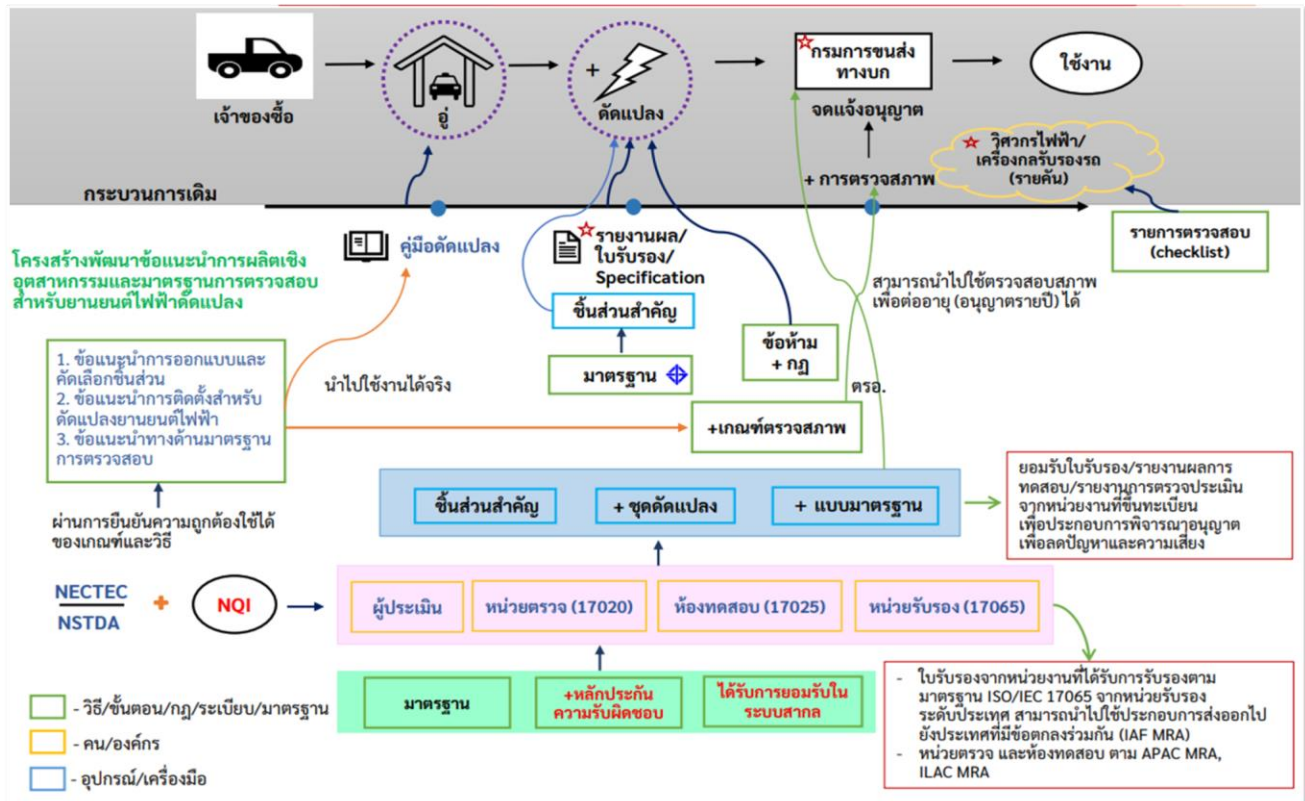 เจ้าของซื้อ
อู่
+
ดัดแปลง
กรมการขนส่ง
ทางบก
จดแจ้งอนุญาต
+ การตรวจสภาพ
ใช้งาน
วิศวกรไฟฟ้า/
เครื่องกลรับรองรถ
(รายคัน)
กระบวนการเดิม
รายการตรวจสอบ
(checklist)
โครงสร้างพัฒนาข้อแนะนำการผลิตเชิง
อุตสาหกรรมและมาตรฐานการตรวจสอบ
สำหรับยานยนต์ไฟฟ้าดัดแปลง
คู่มือดัดแปลง
รายงานผล/
ใบรับรอง/
Specification
ชิ้นส่วนสำคัญ
มาตรฐาน
ข้อห้าม
+ กฎ
สามารถนำไปใช้ตรวจสอบสภาพ
เพื่อต่ออายุ (อนุญาตรายปี) ได้
ตรอ.
1. ข้อแนะนำการออกแบบและ
คัดเลือกชิ้นส่วน
2. ข้อแนะนำการติดตั้งสำหรับ
ดัดแปลงยานยนต์ไฟฟ้า
3. ข้อแนะนำทางด้านมาตรฐาน
การตรวจสอบ
นำไปใช้งานได้จริง
+เกณฑ์ตรวจสภาพ
ผ่านการยืนยันความถูกต้องใช้ได้
ของเกณฑ์และวิธี
ชิ้นส่วนสำคัญ
+ ชุดดัดแปลง
+ แบบมาตรฐาน
ยอมรับใบรับรอง/รายงานผลการ
ทดสอบ/รายงานการตรวจประเมิน
จากหน่วยงานที่ขึ้นทะเบียน
เพื่อประกอบการพิจารณาอนุญาต
เพื่อลดปัญหาและความเสี่ยง
NECTEC
NSTDA
+
NQI
ผู้ประเมิน
หน่วยตรวจ (17020)
ห้องทดสอบ (17025)
หน่วยรับรอง (17065)
มาตรฐาน
+หลักประกัน
ความรับผิดชอบ
ได้รับการยอมรับใน
ระบบสากล
- ใบรับรองจากหน่วยงานที่ได้รับการรับรองตาม
มาตรฐาน ISO/IEC 17065 จากหน่วยรับรอง
ระดับประเทศ สามารถนำไปใช้ประกอบการส่งออกไป
ยังประเทศที่มีข้อตกลงร่วมกัน (IAF MRA)
- หน่วยตรวจ และห้องทดสอบ ตาม APAC MRA,
ILAC MRA
- วิธี/ขั้นตอน/กฎ/ระเบียบ/มาตรฐาน
- คน/องค์กร
- อุปกรณ์/เครื่องมือ